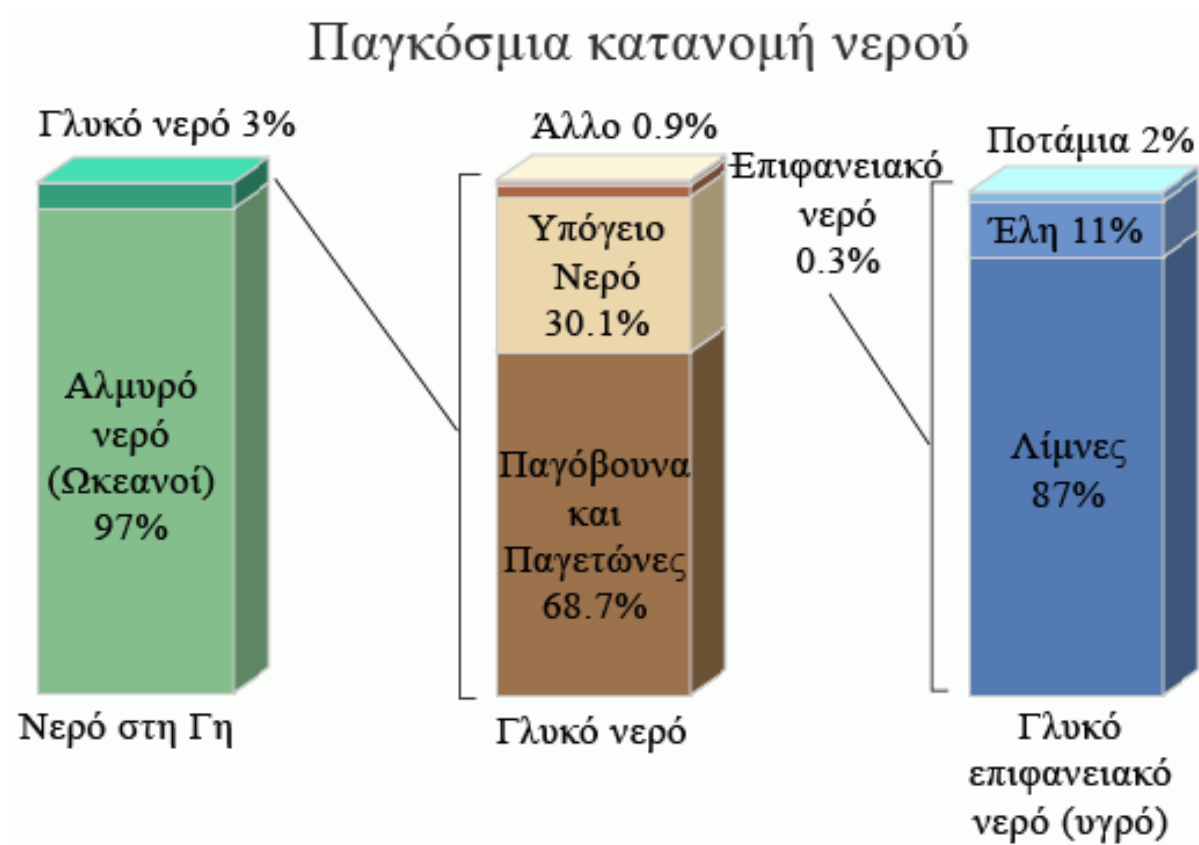 Παγκόσμια κατανομή νερού
Γλυκό νερό 3%
Αλμυρό
νερό
(Ωκεανοί)
97%
Νερό στη Γη
Άλλο 0.9%
Υπόγειο
Νερό
30.1%
Παγόβουνα
και
Παγετώνες
68.7%
Γλυκό νερό
Επιφανειακό
νερό
0.3%
Ποτάμια 2%
Έλη 11%
Λίμνες
87%
Γλυκό
επιφανειακό
νερό (υγρό)